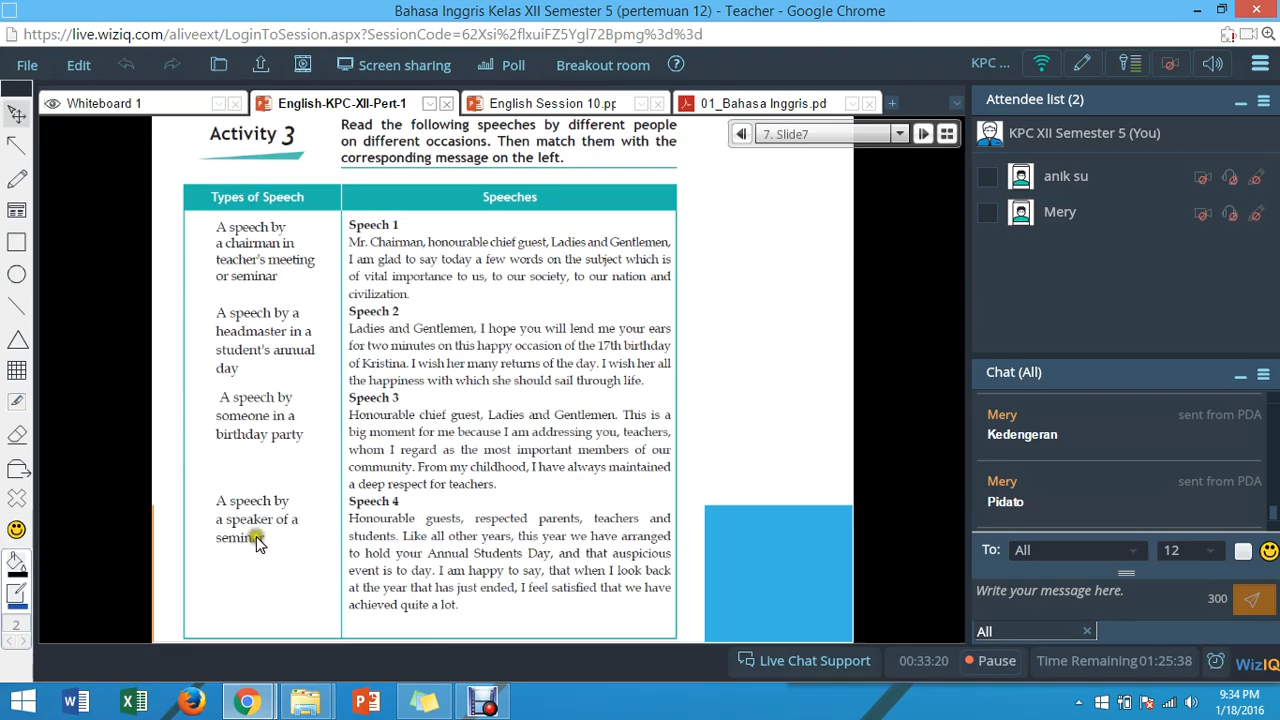 Bahasa Inggris Kelas XII Semester 5 (pertemuan 12) - Teacher - Google Chrome
https://live.wiziq.com/aliveext/LoginToSession.aspx?SessionCode=62Xsi%2flxuiFZ5Ygl72Bpmg%3d%3d
File Edit Screen sharing Poll Breakout room ? KPC ...
Whiteboard 1 English-KPC-XII-Pert-1 English Session 10.pp 01_Bahasa Inggris.pd
Attendee list (2)
KPC XII Semester 5 (You)
anik su
Mery
7. Slide7
Activity 3
Read the following speeches by different people
on different occasions. Then match them with the
corresponding message on the left.
Types of Speech
Speeches
A speech by
a chairman in
teacher's meeting
or seminar
A speech by a
headmaster in a
student's annual
day
A speech by
someone in a
birthday party
A speech by
a speaker of a
seminar
Speech 1
Mr. Chairman, honourable chief guest, Ladies and Gentlemen,
I am glad to say today a few words on the subject which is
of vital importance to us, to our society, to our nation and
civilization.
Speech 2
Ladies and Gentlemen, I hope you will lend me your ears
for two minutes on this happy occasion of the 17th birthday
of Kristina. I wish her many returns of the day. I wish her all
the happiness with which she should sail through life.
Speech 3
Honourable chief guest, Ladies and Gentlemen. This is a
big moment for me because I am addressing you, teachers,
whom I regard as the most important members of our
community. From my childhood, I have always maintained
a deep respect for teachers.
Speech 4
Honourable guests, respected parents, teachers and
students. Like all other years, this year we have arranged
to hold your Annual Students Day, and that auspicious
event is to day. I am happy to say, that when I look back
at the year that has just ended, I feel satisfied that we have
achieved quite a lot.
Chat (All)
Mery sent from PDA
Kedengeran
Mery sent from PDA
Pidato
To: All 12
Write your message here. 300
All
2
Live Chat Support 00:33:20 Pause Time Remaining 01:25:38 WizIQ
9:34 PM
1/18/2016